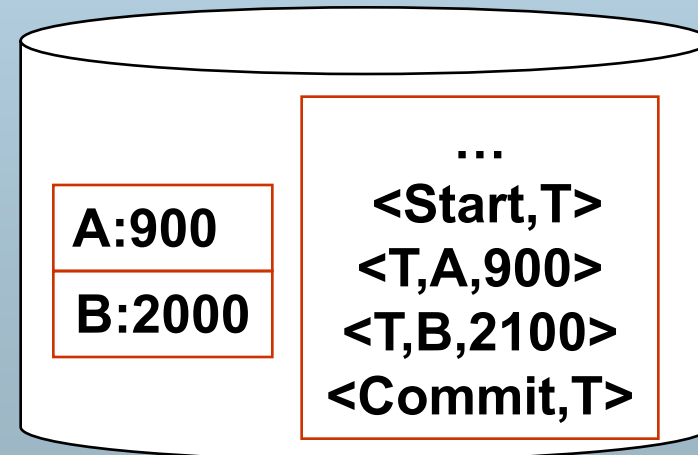 A:900
B:2000
…
<Start,T>
<T,A,900>
<T,B,2100>
<Commit,T>